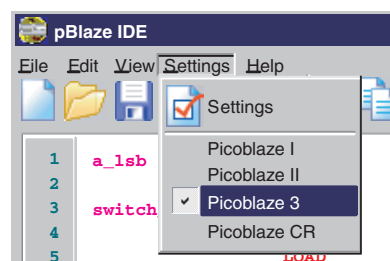 pBlaze IDE
File Edit View Settings Help
Settings
Picoblaze I
Picoblaze II
Picoblaze 3
Picoblaze CR
1 a_lsb
2
3 switch
4
5 LOAD